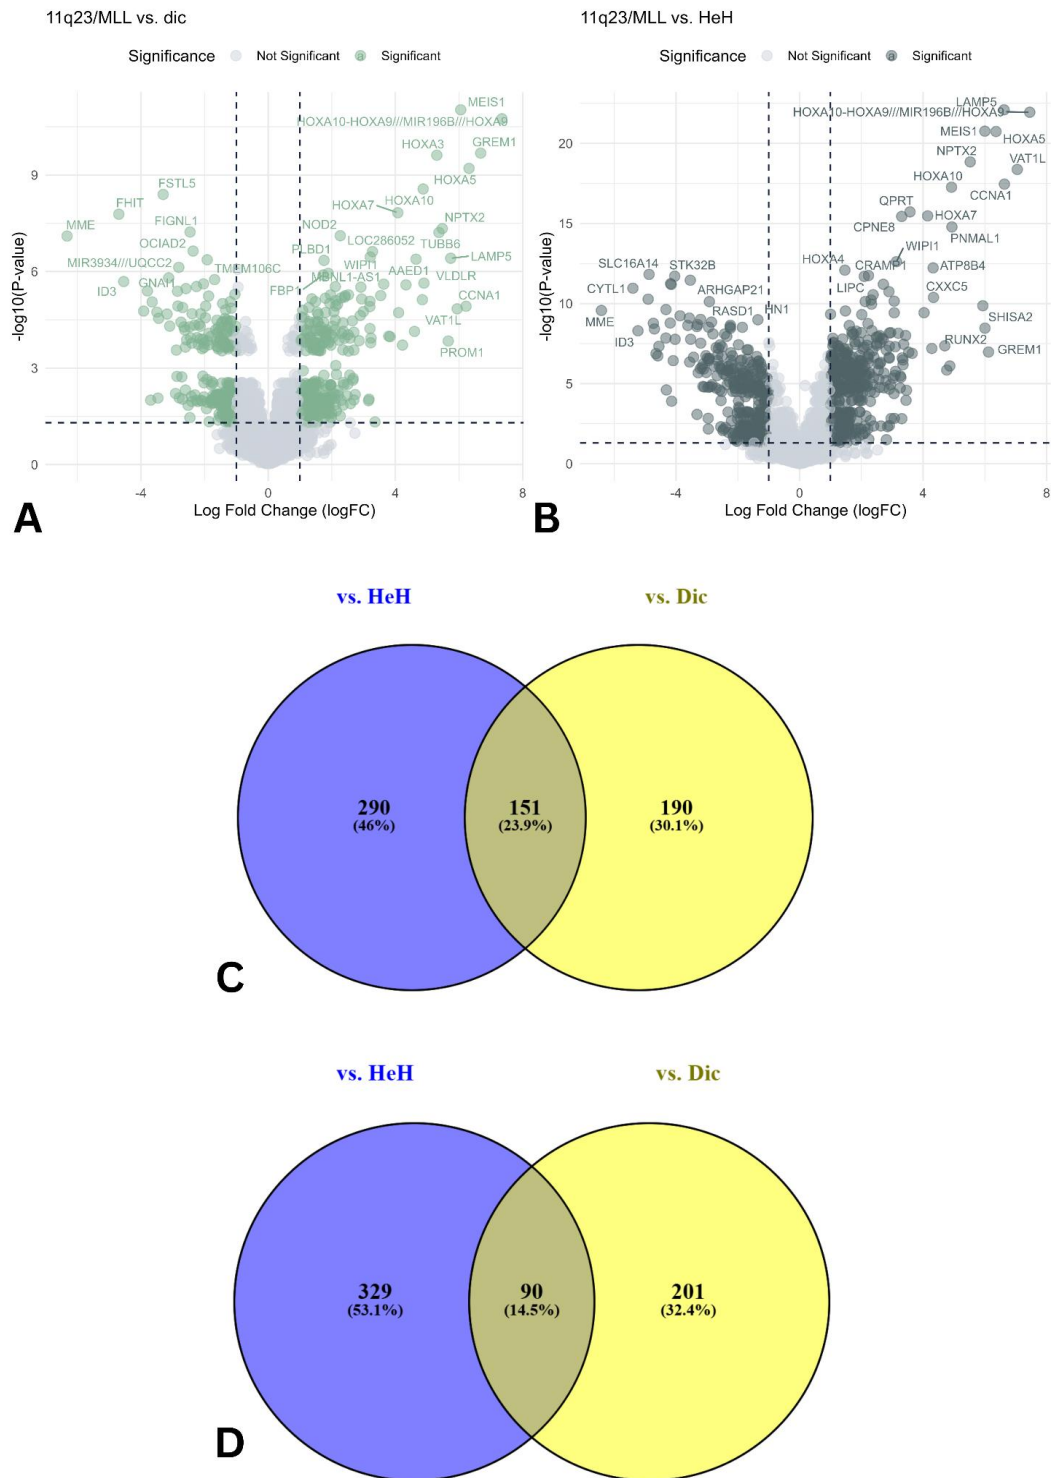 11q23/MLL vs. dic
Significance a Not Significant a Significant
MEIS1
HOXA10-HOXA9///MIR196B///HOXA9
HOXA3
GREM1
HOXA5
FSTL5
FHIT
HOXA10
HOXA7
NPTX2
MME
FIGNL1
NOD2
OCIAD2
LOC286052
TUBB6
PLBD1
LAMP5
MIR3934///UQCC2
TMEM106C
WIPI1
AAED1
MBNL1-AS1
VLDLR
ID3
GNAI1
FBP1
CCNA1
VAT1L
PROM1
9
6
3
0
-4
0
4
8
-log10(P-value)
Log Fold Change (logFC)
A
11q23/MLL vs. HeH
Significance a Not Significant a Significant
LAMP5
HOXA10-HOXA9///MIR196B///HOXA9
MEIS1
HOXA5
NPTX2
VAT1L
HOXA10
CCNA1
QPRT
HOXA7
CPNE8
PNMAL1
WIPI1
HOXA4
SLC16A14
STK32B
CRAMP1
ATP8B4
CYTL1
ARHGAP21
LIPC
CXXC5
MME
RASD1
HN1
SHISA2
ID3
RUNX2
GREM1
20
15
10
5
0
-4
0
4
8
-log10(P-value)
Log Fold Change (logFC)
B
vs. HeH
vs. Dic
290
(46%)
151
(23.9%)
190
(30.1%)
C
vs. HeH
vs. Dic
329
(53.1%)
90
(14.5%)
201
(32.4%)
D